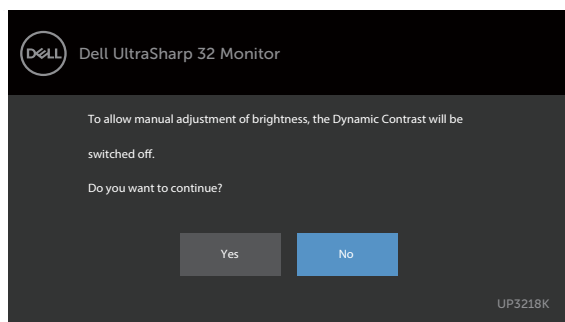 DELL
Dell UltraSharp 32 Monitor
To allow manual adjustment of brightness, the Dynamic Contrast will be
switched off.
Do you want to continue?
Yes
No
UP3218K